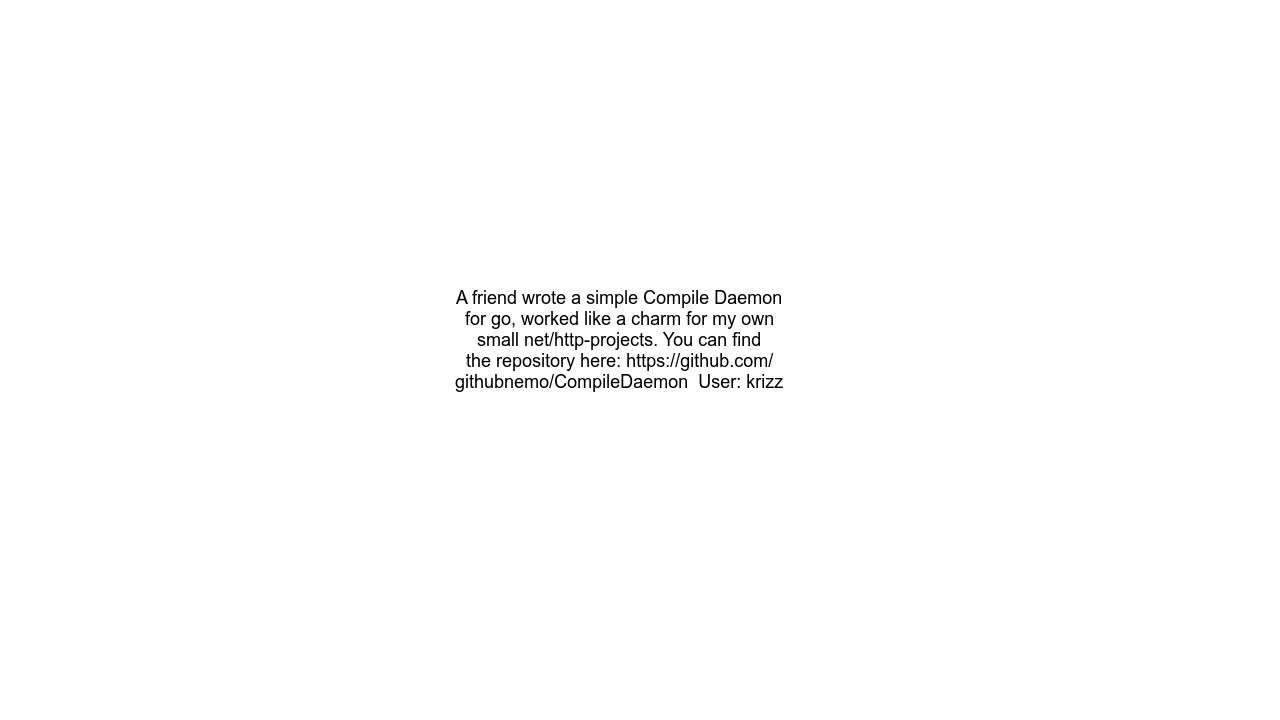 A friend wrote a simple Compile Daemon
for go, worked like a charm for my own
small net/http-projects. You can find
the repository here: https://github.com/
githubnemo/CompileDaemon  User: krizz